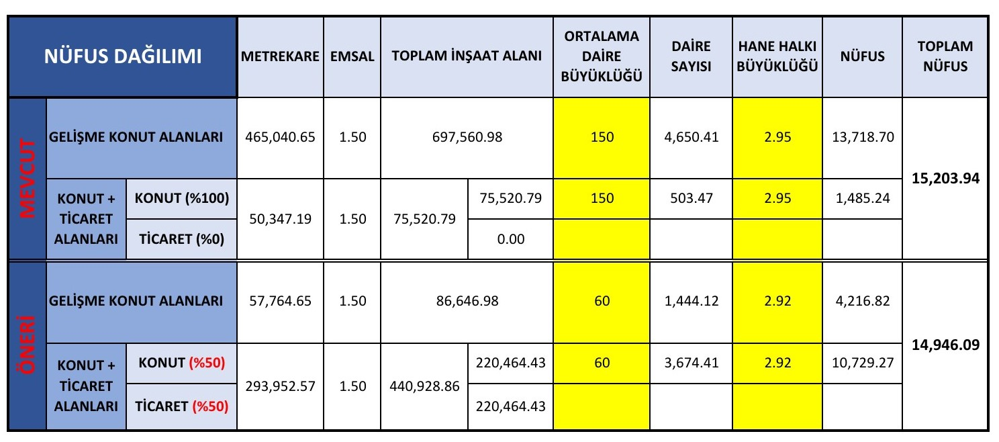 NÜFUS DAĞILIMI
METREKARE
EMSAL
TOPLAM İNŞAAT ALANI
ORTALAMA
DAİRE
BÜYÜKLÜĞÜ
DAİRE
SAYISI
HANE HALKI
BÜYÜKLÜĞÜ
NÜFUS
TOPLAM
NÜFUS
MEVCUT
GELİŞME KONUT ALANLARI
465,040.65
1.50
697,560.98
150
4,650.41
2.95
13,718.70
15,203.94
KONUT +
TİCARET
ALANLARI
KONUT (%100)
TİCARET (%0)
50,347.19
1.50
75,520.79
75,520.79
0.00
150
503.47
2.95
1,485.24
ÖNERİ
GELİŞME KONUT ALANLARI
57,764.65
1.50
86,646.98
60
1,444.12
2.92
4,216.82
14,946.09
KONUT +
TİCARET
ALANLARI
KONUT (%50)
TİCARET (%50)
293,952.57
1.50
440,928.86
220,464.43
220,464.43
60
3,674.41
2.92
10,729.27